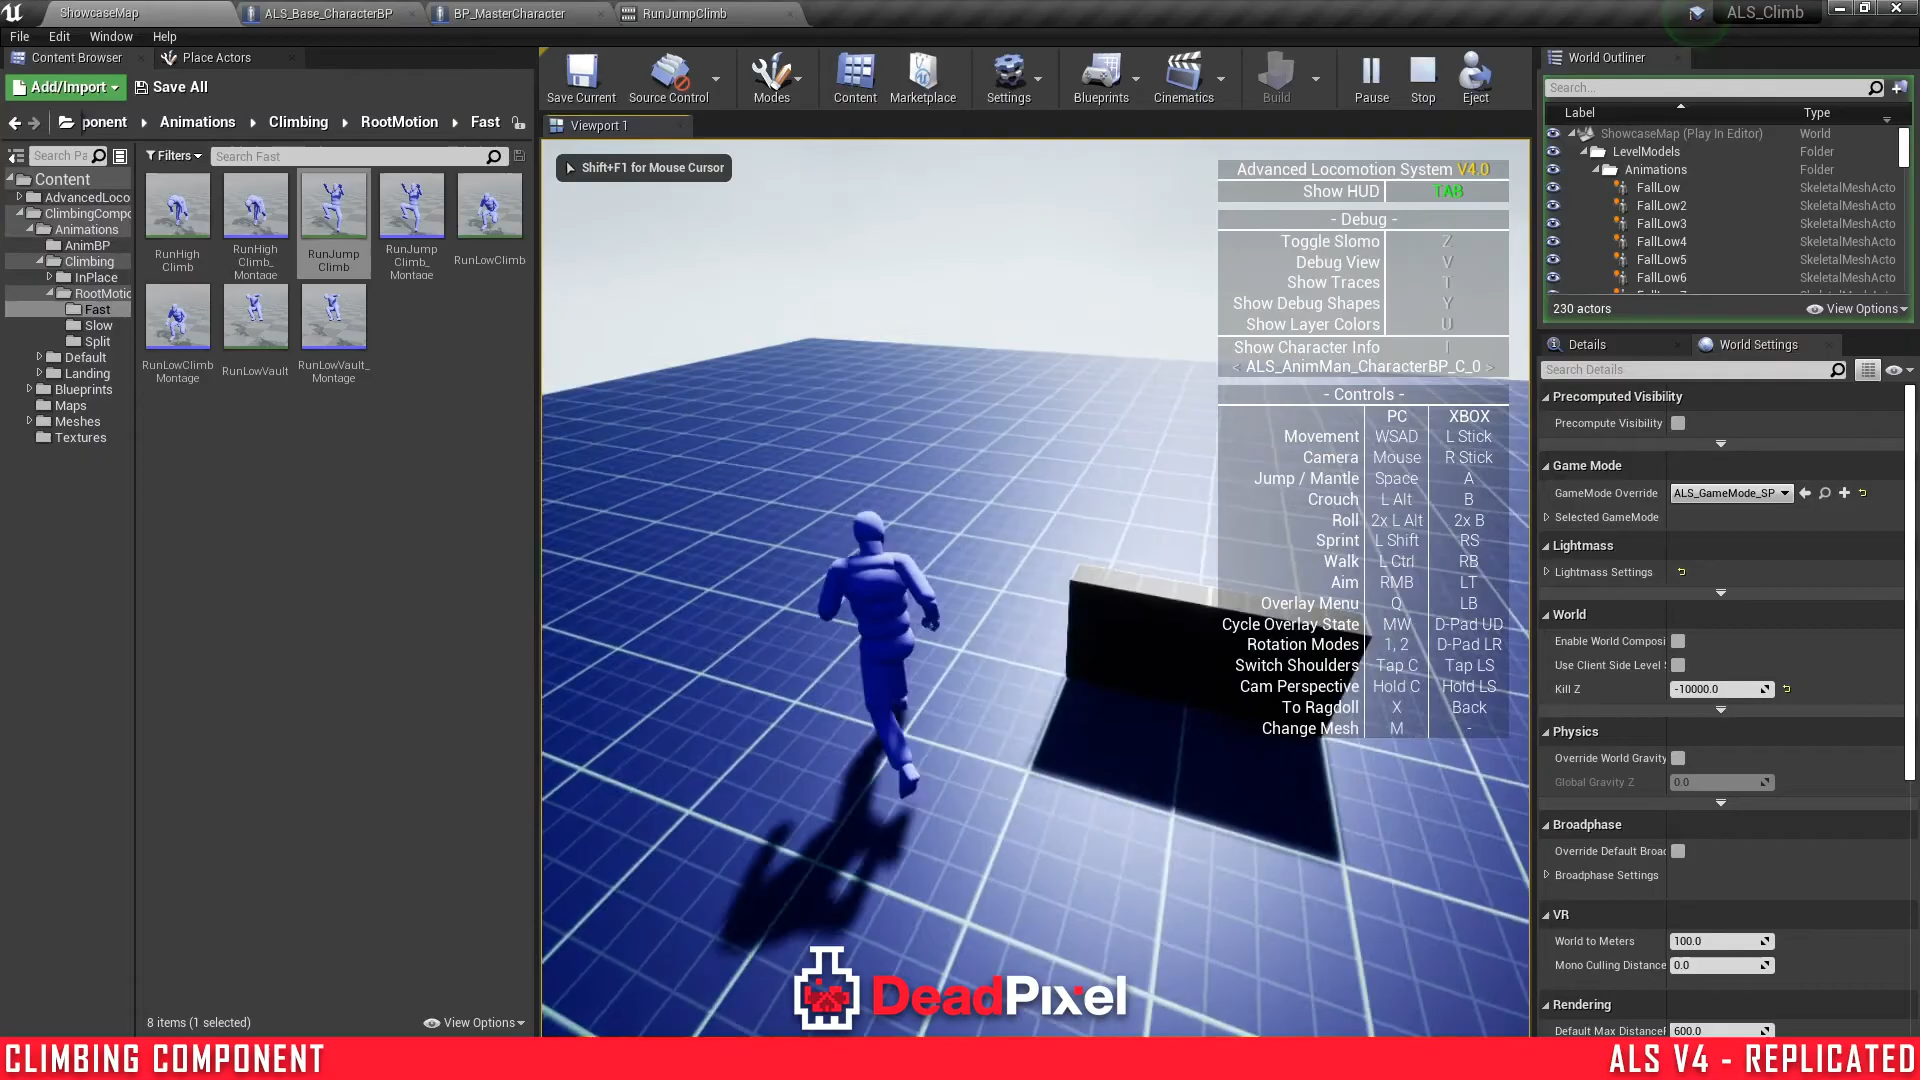 ShowcaseMap
ALS_Base_CharacterBP
BP_MasterCharacter
RunJumpClimb
ALS_Climb
File Edit Window Help
Content Browser
Place Actors
Add/Import
Save All
ponent Animations Climbing RootMotion Fast
Search Pa
Filters
Search Fast
Content
AdvancedLoco
ClimbingCompo
Animations
AnimBP
Climbing
InPlace
RootMotic
Fast
Slow
Split
Default
Landing
Blueprints
Maps
Meshes
Textures
RunHigh
Climb
RunHigh
Climb_
Montage
RunJump
Climb
RunJump
Climb_
Montage
RunLowClimb
RunLowClimb
Montage
RunLowVault
RunLowVault_
Montage
8 items (1 selected)
View Options
Save Current
Source Control
Modes
Content
Marketplace
Settings
Blueprints
Cinematics
Build
Pause
Stop
Eject
Viewport 1
Shift+F1 for Mouse Cursor
Advanced Locomotion System V4.0
Show HUD TAB
- Debug -
Toggle Slomo Z
Debug View V
Show Traces T
Show Debug Shapes Y
Show Layer Colors U
Show Character Info I
< ALS_AnimMan_CharacterBP_C_0 >
- Controls -
PC XBOX
Movement WSAD L Stick
Camera Mouse R Stick
Jump / Mantle Space A
Crouch L Alt B
Roll 2x L Alt 2x B
Sprint L Shift RS
Walk L Ctrl RB
Aim RMB LT
Overlay Menu Q LB
Cycle Overlay State MW D-Pad UD
Rotation Modes 1, 2 D-Pad LR
Switch Shoulders Tap C Tap LS
Cam Perspective Hold C Hold LS
To Ragdoll X Back
Change Mesh M -
DeadPixel
World Outliner
Search...
Label Type
ShowcaseMap (Play In Editor) World
LevelModels Folder
Animations Folder
FallLow SkeletalMeshActo
FallLow2 SkeletalMeshActo
FallLow3 SkeletalMeshActo
FallLow4 SkeletalMeshActo
FallLow5 SkeletalMeshActo
FallLow6 SkeletalMeshActo
230 actors
View Options
Details
World Settings
Search Details
Precomputed Visibility
Precompute Visibility
Game Mode
GameMode Override ALS_GameMode_SP
Selected GameMode
Lightmass
Lightmass Settings
World
Enable World Composi
Use Client Side Level
Kill Z -10000.0
Physics
Override World Gravity
Global Gravity Z 0.0
Broadphase
Override Default Broad
Broadphase Settings
VR
World to Meters 100.0
Mono Culling Distance 0.0
Rendering
Default Max DistanceF 600.0
CLIMBING COMPONENT
ALS V4 - REPLICATED